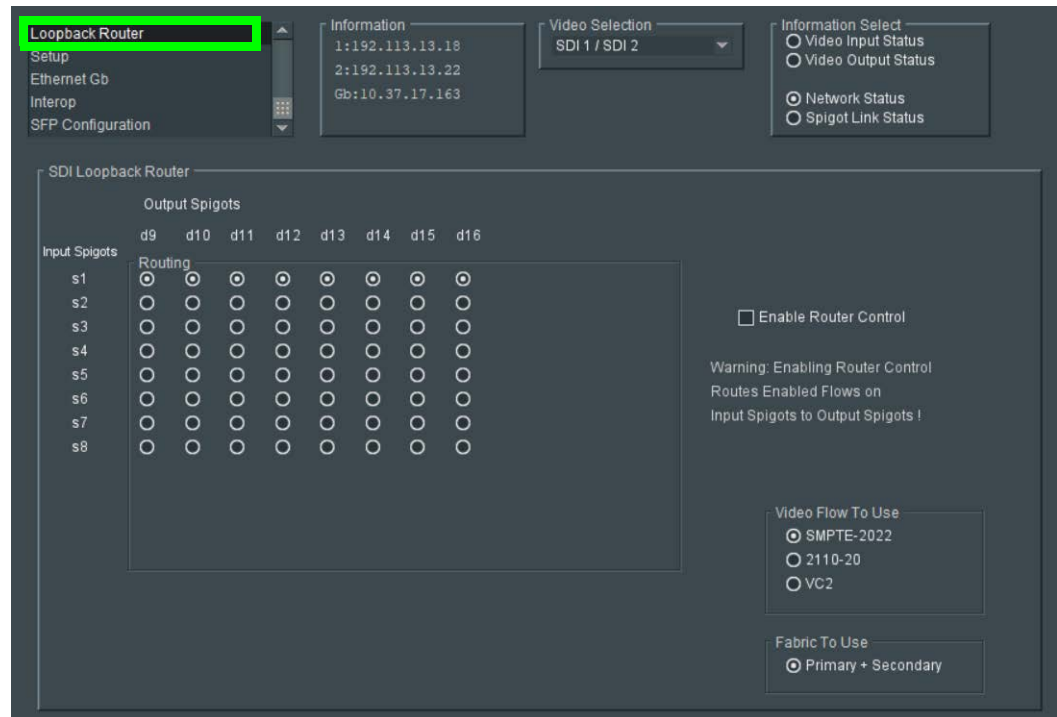 Loopback Router
Setup
Ethernet Gb
Interop
SFP Configuration
Information
1:192.113.13.18
2:192.113.13.22
Gb:10.37.17.163
Video Selection
SDI 1 / SDI 2
Information Select
Video Input Status
Video Output Status
Network Status
Spigot Link Status
SDI Loopback Router
Output Spigots
d9 d10 d11 d12 d13 d14 d15 d16
Input Spigots
Routing
s1
s2
s3
s4
s5
s6
s7
s8
Enable Router Control
Warning: Enabling Router Control
Routes Enabled Flows on
Input Spigots to Output Spigots !
Video Flow To Use
SMPTE-2022
2110-20
VC2
Fabric To Use
Primary + Secondary